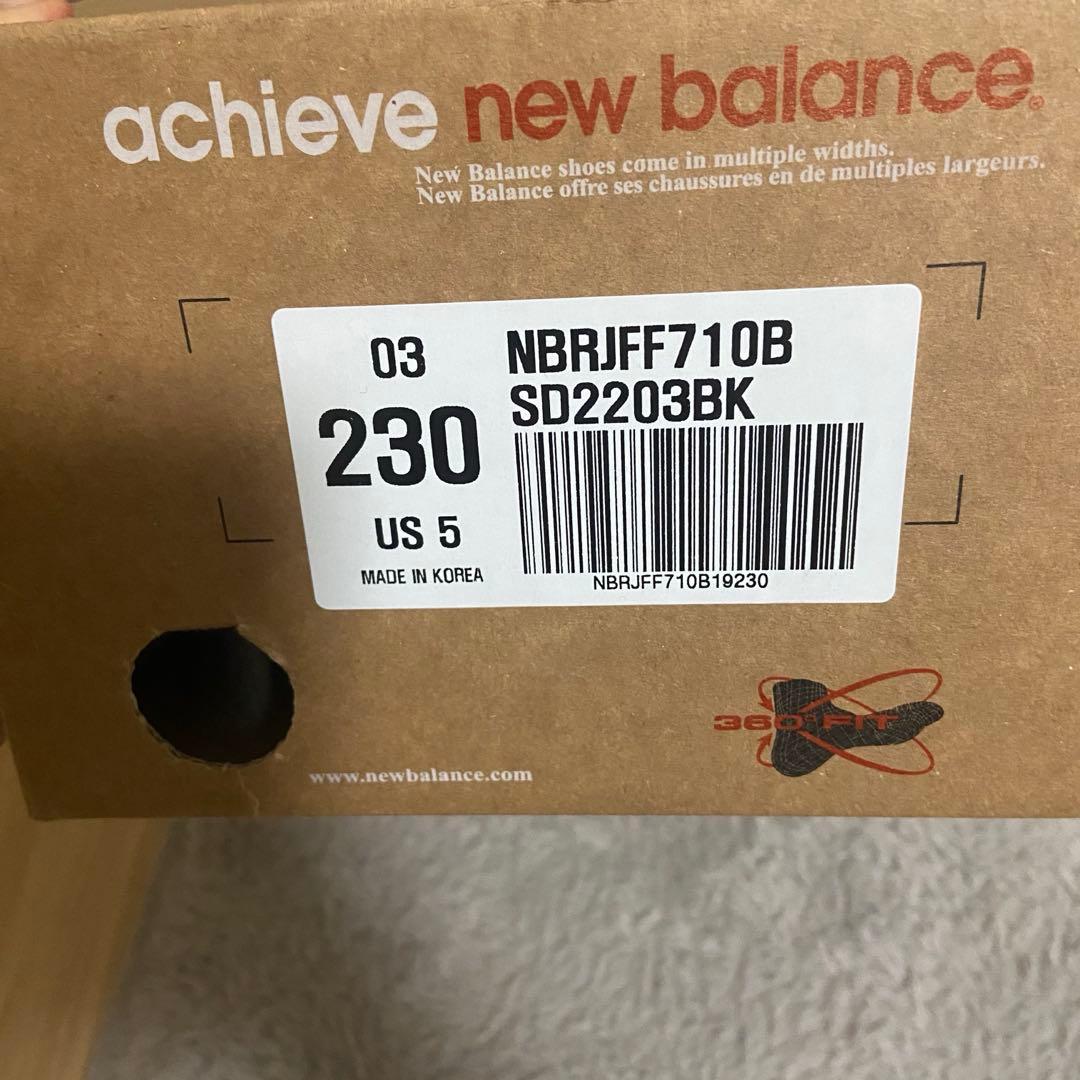 achieve new balance®
New Balance shoes come in multiple widths.
New Balance offre ses chaussures en de multiples largeurs.
03
230
US 5
MADE IN KOREA
NBRJFF710B
SD2203BK
NBRJFF710B19230
360° FIT
www.newbalance.com